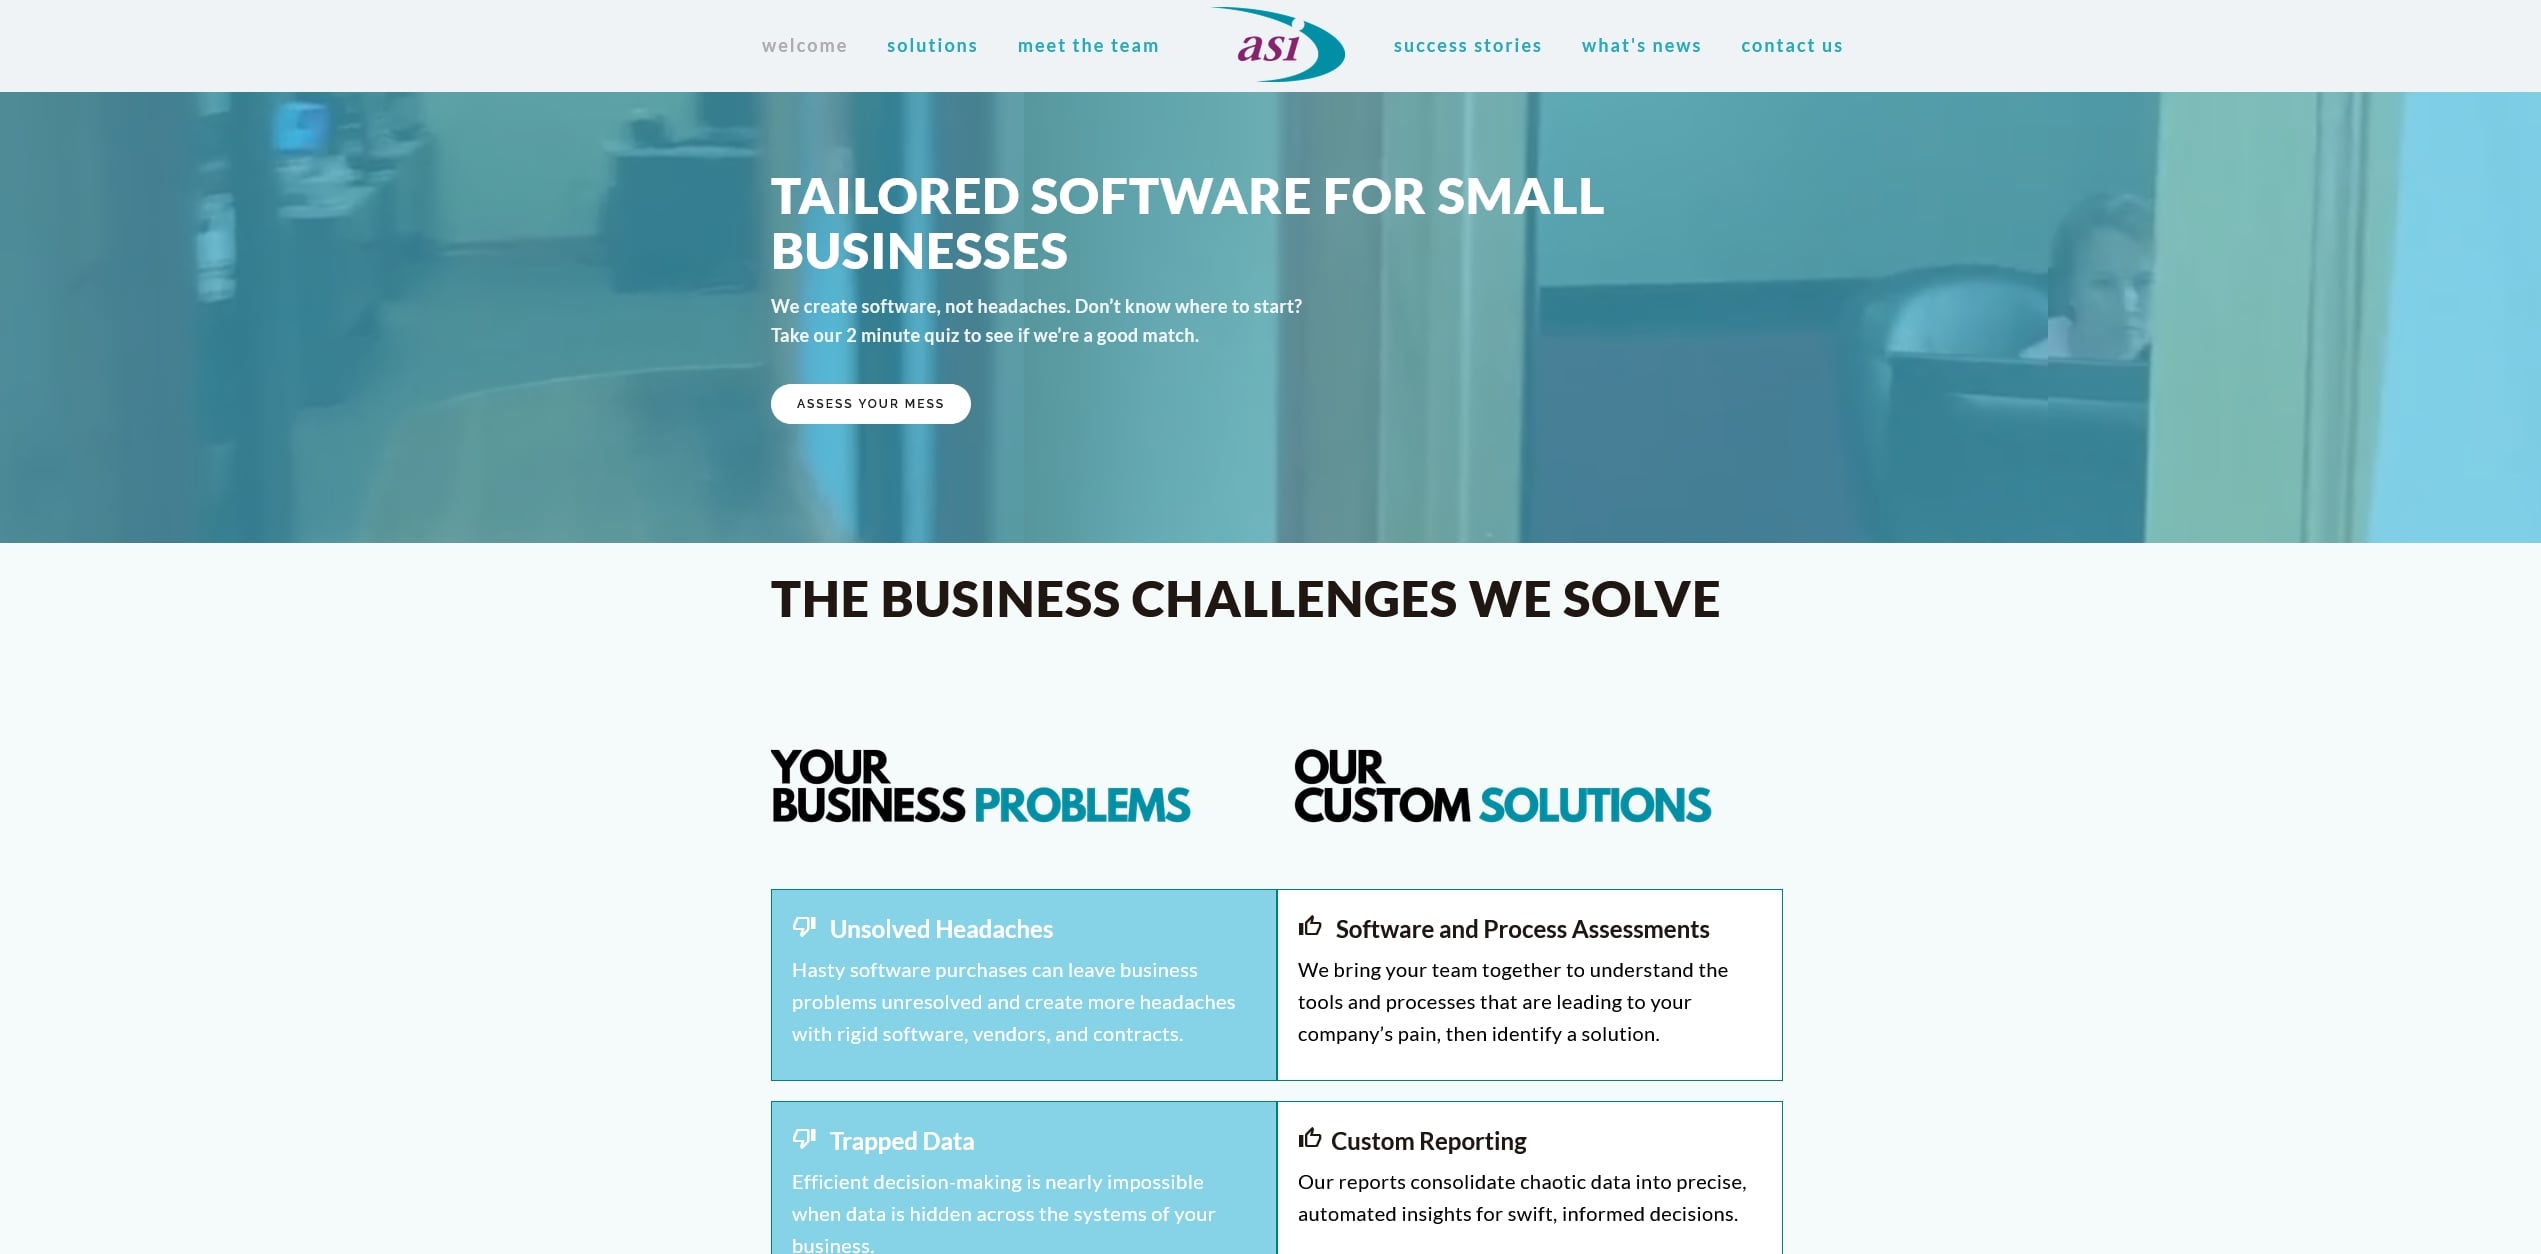 welcome
solutions
meet the team
asi
success stories
what's news
contact us
TAILORED SOFTWARE FOR SMALL
BUSINESSES
We create software, not headaches. Don’t know where to start?
Take our 2 minute quiz to see if we’re a good match.
ASSESS YOUR MESS
THE BUSINESS CHALLENGES WE SOLVE
YOUR
BUSINESS PROBLEMS
OUR
CUSTOM SOLUTIONS
Unsolved Headaches
Hasty software purchases can leave business
problems unresolved and create more headaches
with rigid software, vendors, and contracts.
Software and Process Assessments
We bring your team together to understand the
tools and processes that are leading to your
company’s pain, then identify a solution.
Trapped Data
Efficient decision-making is nearly impossible
when data is hidden across the systems of your
business.
Custom Reporting
Our reports consolidate chaotic data into precise,
automated insights for swift, informed decisions.